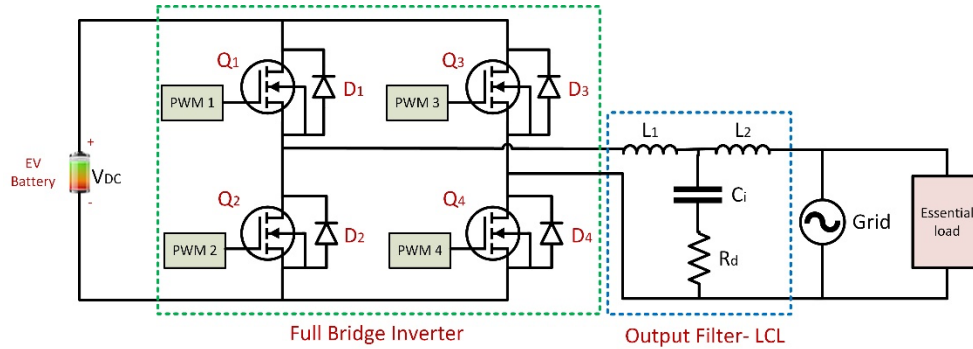 Q1
D1
PWM 1
Q3
D3
PWM 3
L1
L2
+
EV
Battery
VDC
-
Q2
D2
PWM 2
Q4
D4
PWM 4
Ci
Rd
Grid
Essential
load
Full Bridge Inverter
Output Filter- LCL